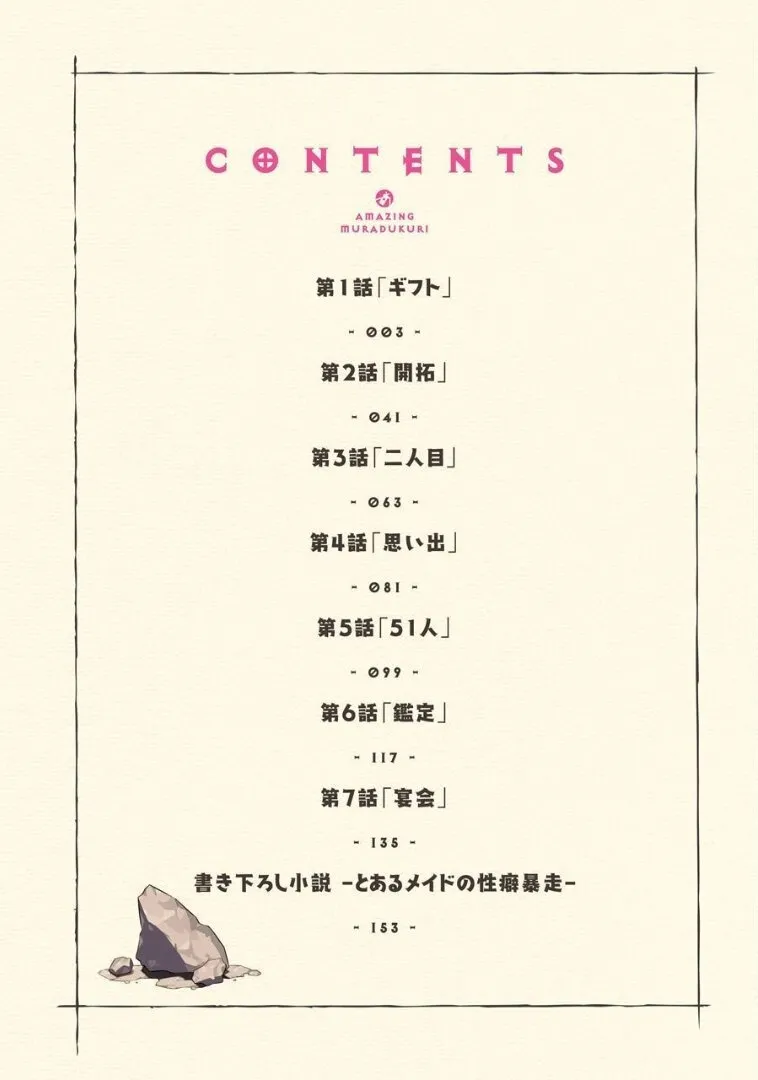 CONTENTS
あ
AMAZING
MURADUKURI
第1話「ギフト」
- 003 -
第2話「開拓」
- 041 -
第3話「二人目」
- 063 -
第4話「思い出」
- 081 -
第5話「51人」
- 099 -
第6話「鑑定」
- 117 -
第7話「宴会」
- 135 -
書き下ろし小説 -とあるメイドの性癖暴走-
- 153 -